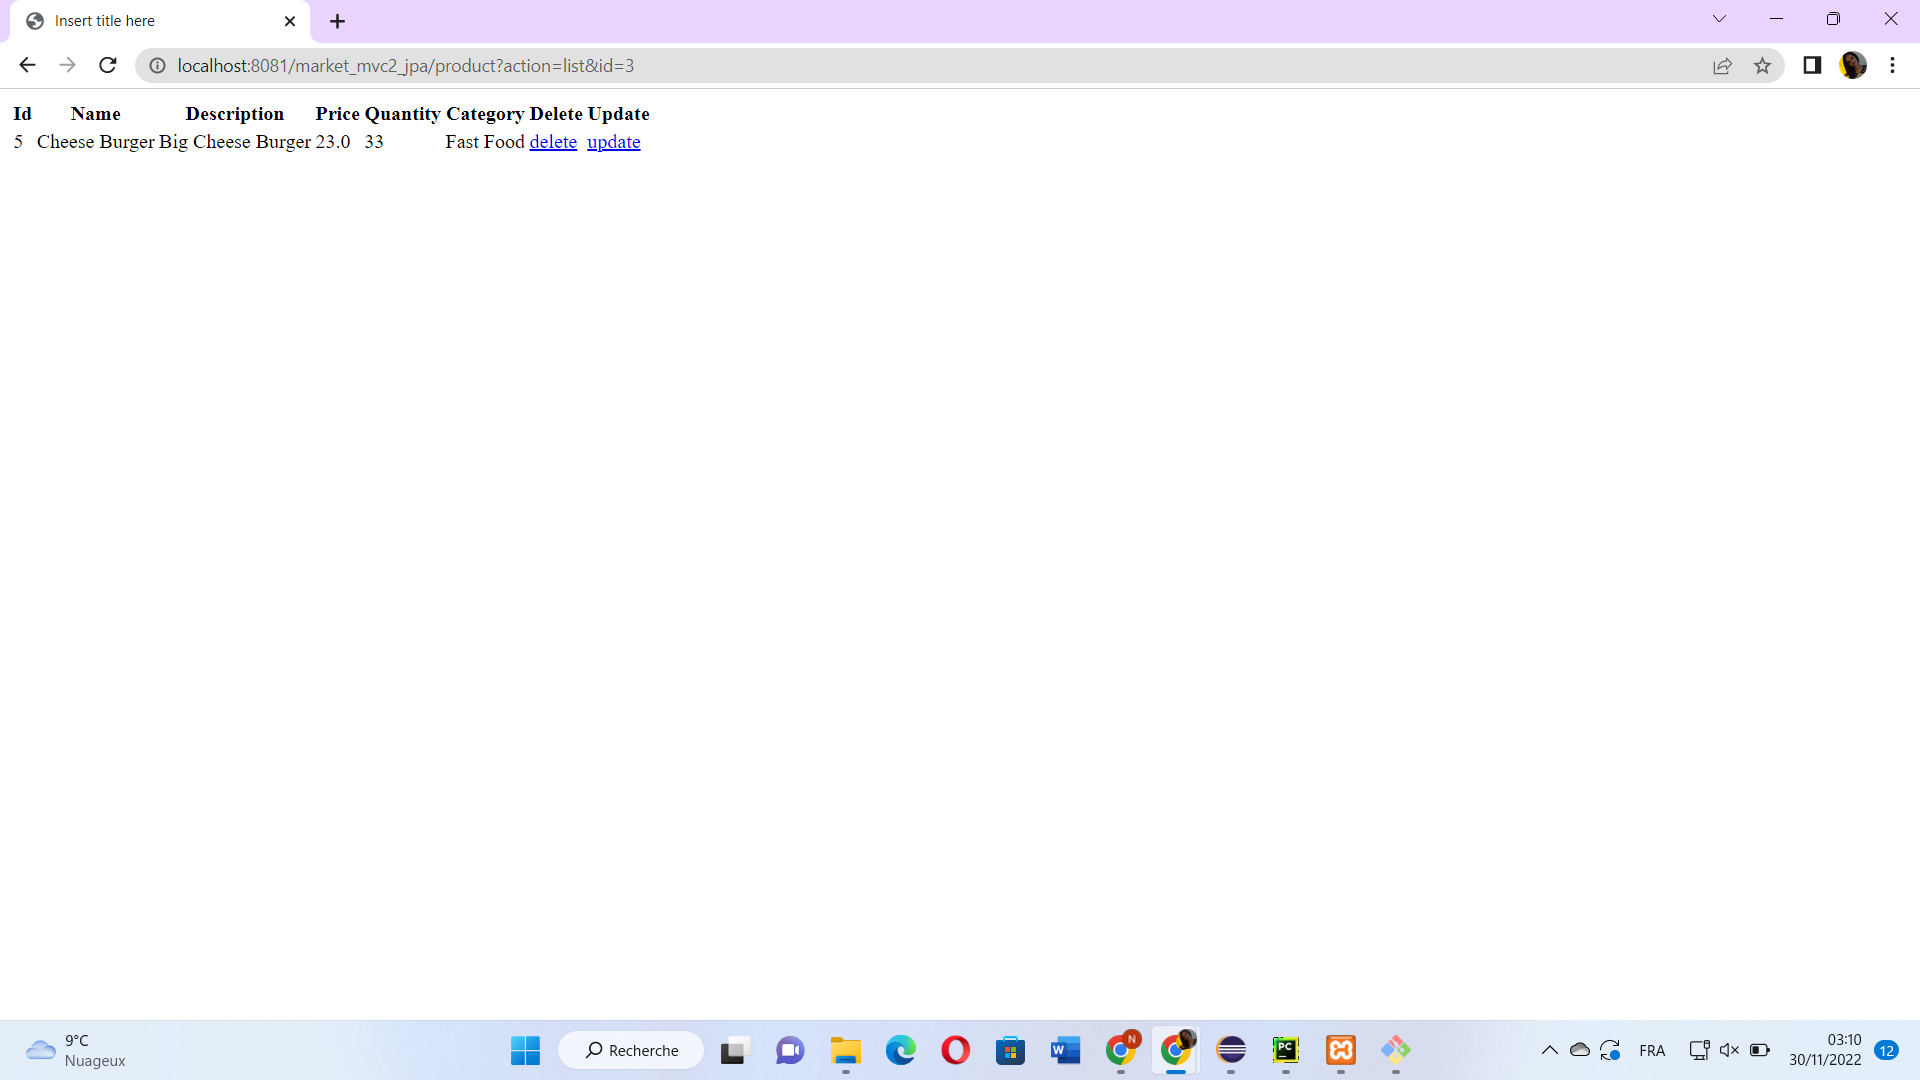 Insert title here
localhost:8081/market_mvc2_jpa/product?action=list&id=3
Id Name Description Price Quantity Category Delete Update
5 Cheese Burger Big Cheese Burger 23.0 33 Fast Food delete update
9°C
Nuageux
Recherche
W
N
PC
FRA
03:10
30/11/2022
12